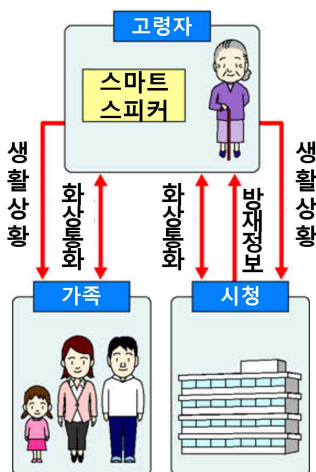 고령자
스마트
스피커
생활상황
화상통화
화상통화
방재정보
생활상황
가족
시청